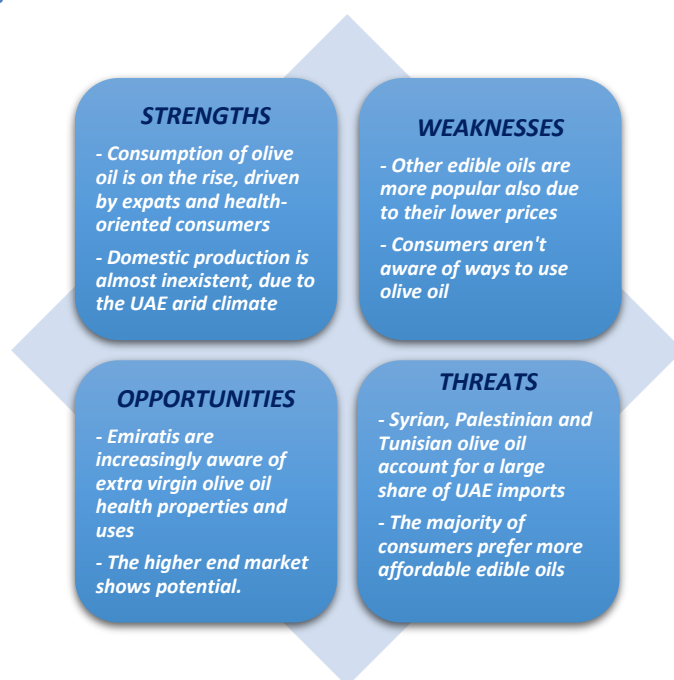 STRENGTHS
- Consumption of olive
oil is on the rise, driven
by expats and health-
oriented consumers
- Domestic production is
almost inexistent, due to
the UAE arid climate
WEAKNESSES
- Other edible oils are
more popular also due
to their lower prices
- Consumers aren't
aware of ways to use
olive oil
OPPORTUNITIES
- Emiratis are
increasingly aware of
extra virgin olive oil
health properties and
uses
- The higher end market
shows potential.
THREATS
- Syrian, Palestinian and
Tunisian olive oil
account for a large
share of UAE imports
- The majority of
consumers prefer more
affordable edible oils